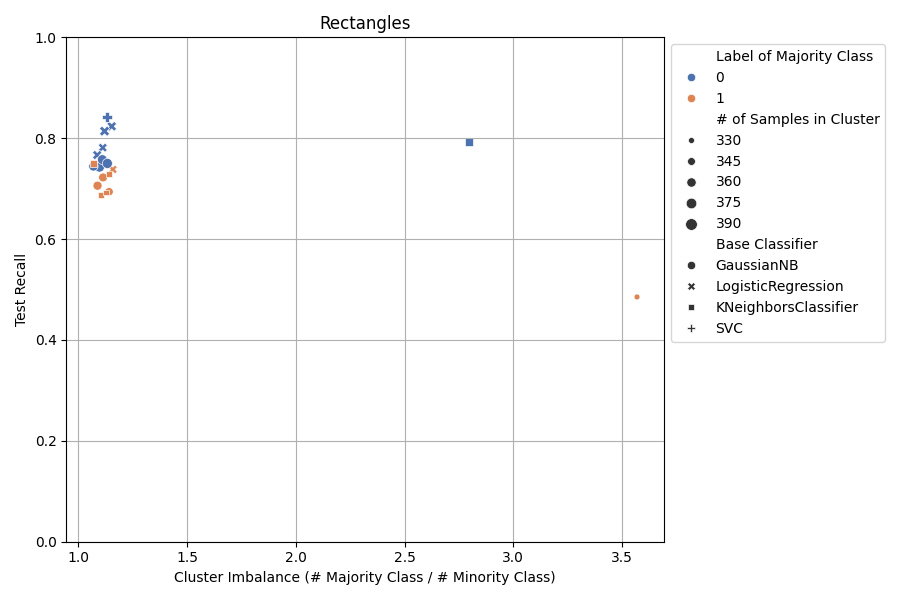 Rectangles
1.0
0.8
0.6
0.4
0.2
0.0
Test Recall
1.0 1.5 2.0 2.5 3.0 3.5
Cluster Imbalance (# Majority Class / # Minority Class)
Label of Majority Class
0
1
# of Samples in Cluster
330
345
360
375
390
Base Classifier
GaussianNB
LogisticRegression
KNeighborsClassifier
SVC